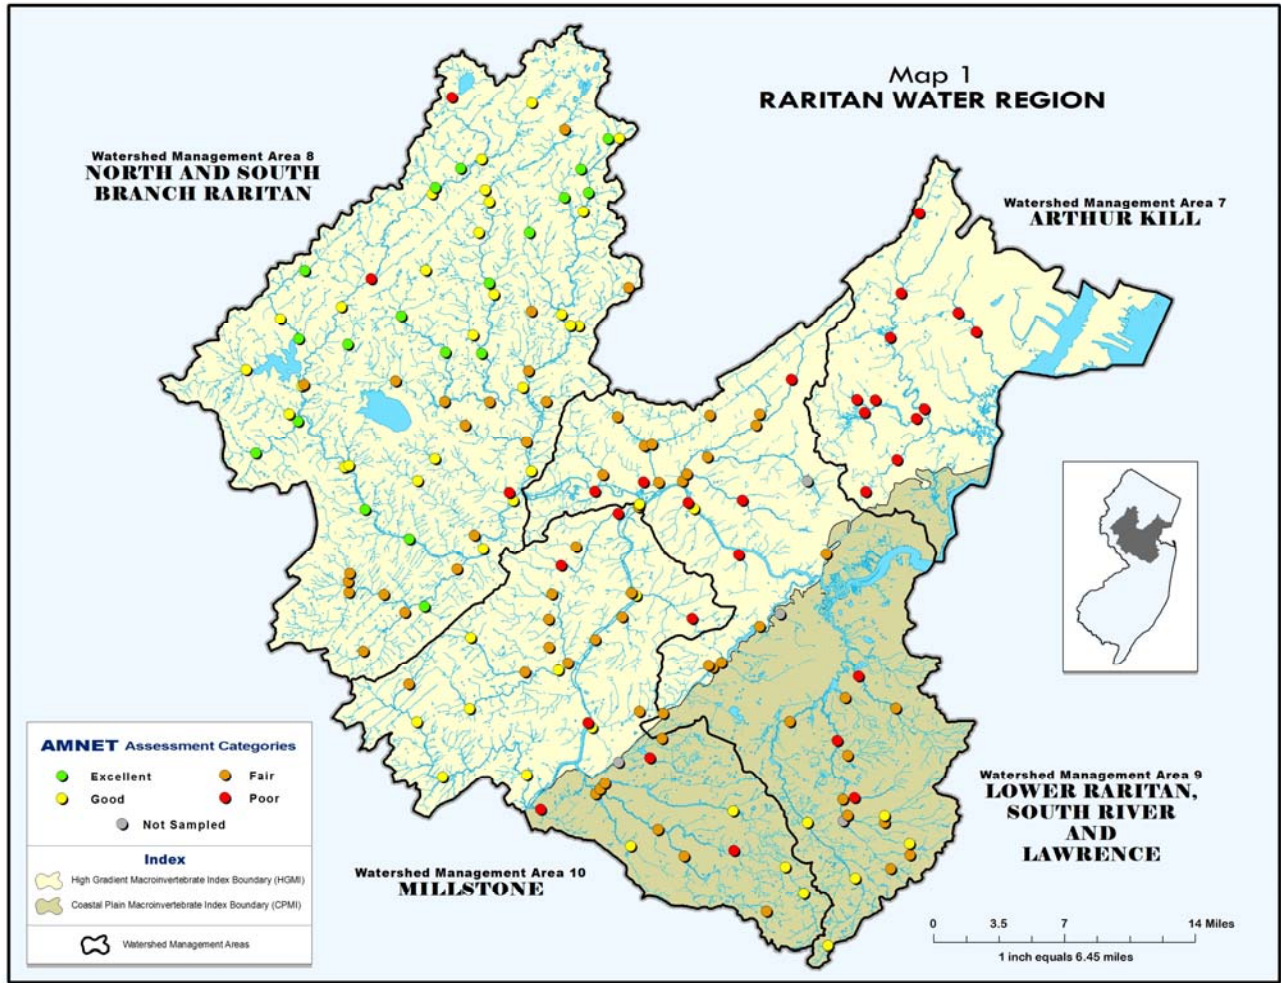 Map 1
RARITAN WATER REGION
Watershed Management Area 8
NORTH AND SOUTH
BRANCH RARITAN
Watershed Management Area 7
ARTHUR KILL
AMNET Assessment Categories
Excellent
Fair
Good
Poor
Not Sampled
Index
High Gradient Macroinvertebrate Index Boundary (HGMI)
Coastal Plain Macroinvertebrate Index Boundary (CPMI)
Watershed Management Areas
Watershed Management Area 10
MILLSTONE
Watershed Management Area 9
LOWER RARITAN,
SOUTH RIVER
AND
LAWRENCE
0 3.5 7 14 Miles
1 inch equals 6.45 miles